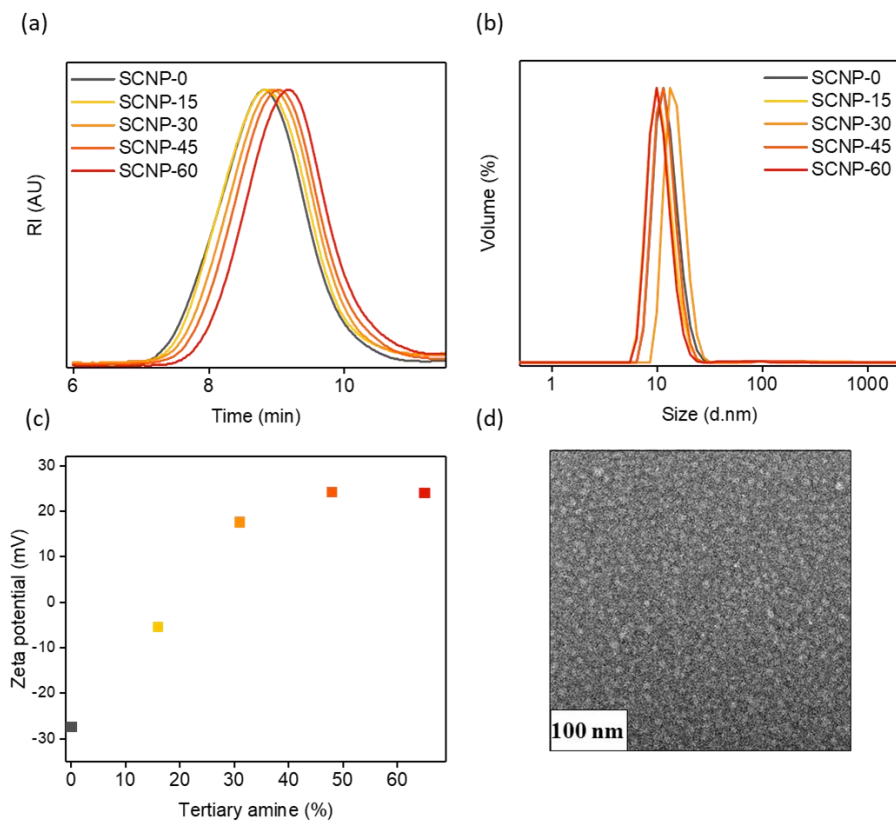 (a)
SCNP-0
SCNP-15
SCNP-30
SCNP-45
SCNP-60
RI (AU)
6 8 10
Time (min)
(b)
SCNP-0
SCNP-15
SCNP-30
SCNP-45
SCNP-60
Volume (%)
1 10 100 1000
Size (d.nm)
(c)
30
20
10
0
-10
-20
-30
Zeta potential (mV)
0 10 20 30 40 50 60
Tertiary amine (%)
(d)
100 nm